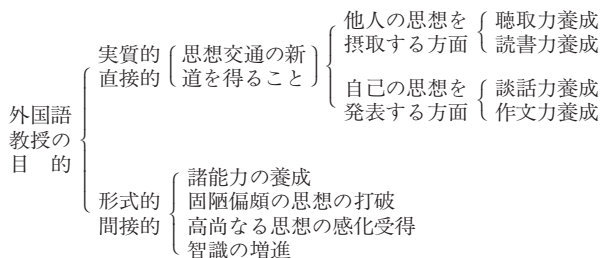 外国語
教授の
目　的
実質的
直接的
思想交通の新
道を得ること
他人の思想を
摂取する方面
聴取力養成
読書力養成
自己の思想を
発表する方面
談話力養成
作文力養成
形式的
間接的
諸能力の養成
固陋偏頗の思想の打破
高尚なる思想の感化受得
智識の増進